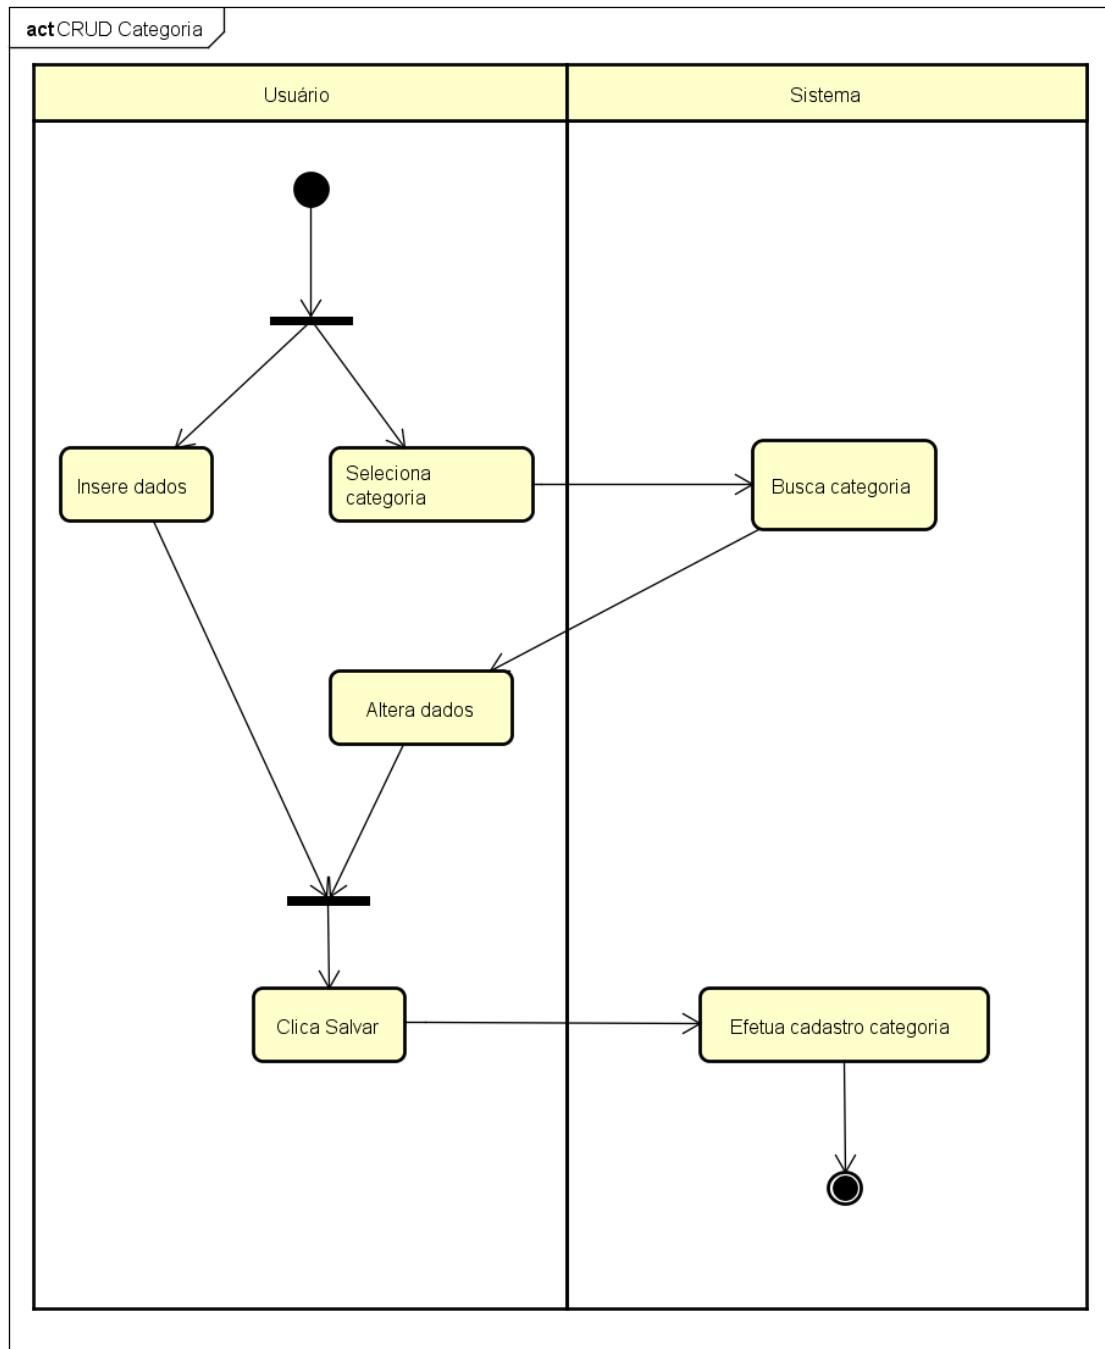 act CRUD Categoria
Usuário
Sistema
Insere dados
Seleciona
categoria
Busca categoria
Altera dados
Clica Salvar
Efetua cadastro categoria